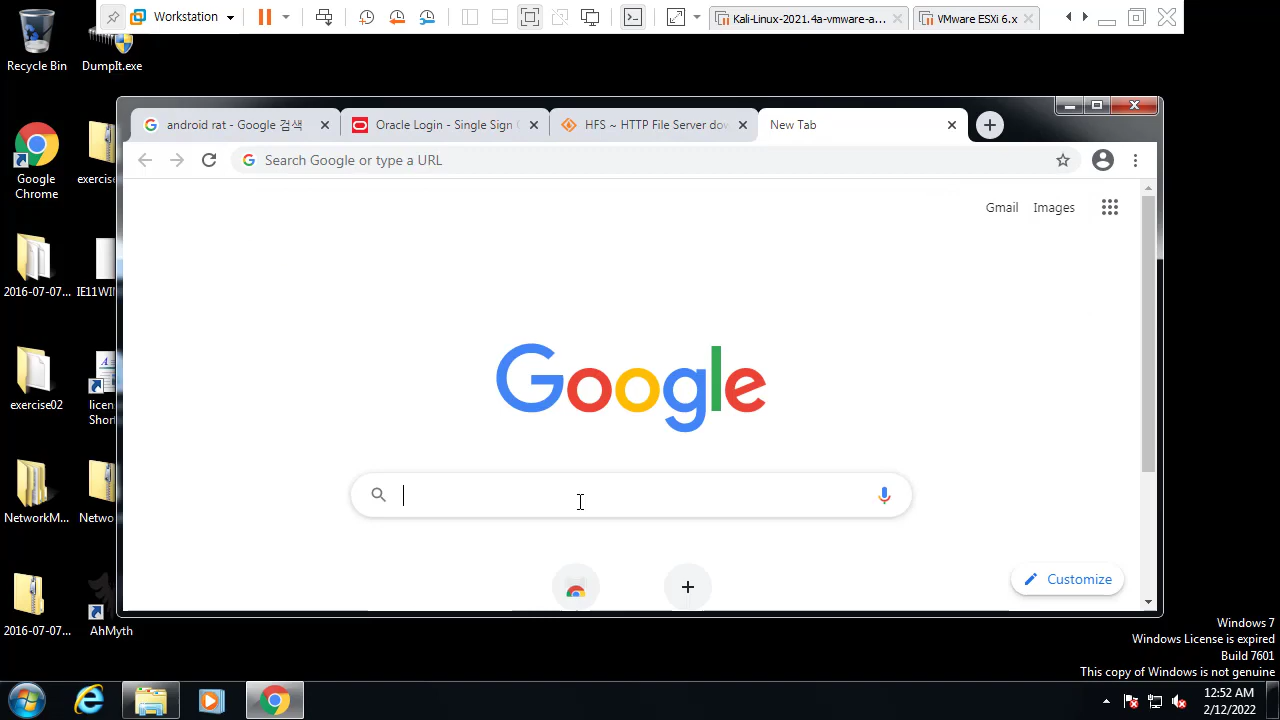 Workstation
Kali-Linux-2021.4a-vmware-a...
VMware ESXi 6.x
Recycle Bin
DumpIt.exe
android rat - Google 검색
Oracle Login - Single Sign
HFS ~ HTTP File Server dow
New Tab
Search Google or type a URL
Google
Chrome
exercise
Gmail
Images
2016-07-07...
IE11WI
Google
exercise02
licen
Short
NetworkM...
Netwo
Customize
2016-07-07...
AhMyth
Windows 7
Windows License is expired
Build 7601
This copy of Windows is not genuine
12:52 AM
2/12/2022